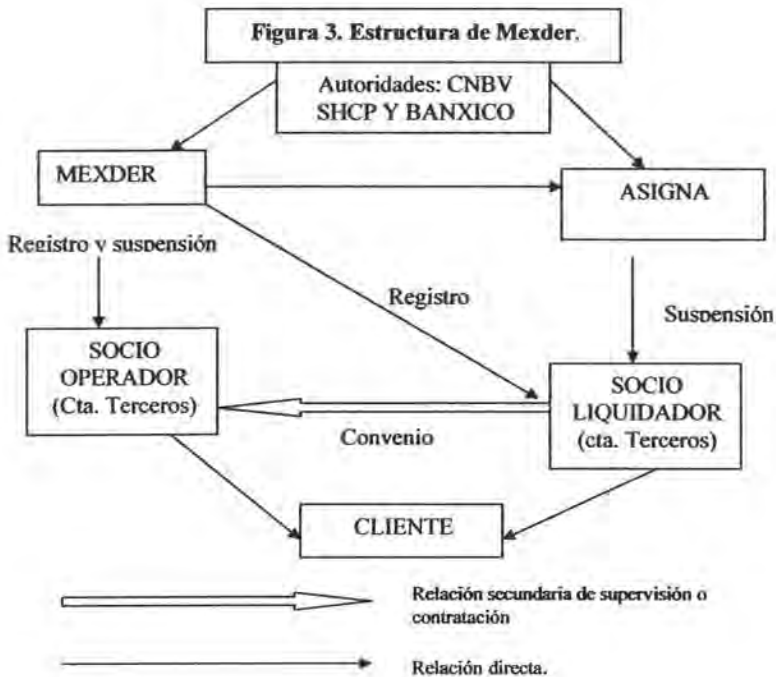 Figura 3. Estructura de Mexder.
Autoridades: CNBV
SHCP Y BANXICO
MEXDER
ASIGNA
Registro y suspensión
Registro
Suspensión
SOCIO
OPERADOR
(Cta. Terceros)
SOCIO
LIQUIDADOR
(cta. Terceros)
Convenio
CLIENTE
Relación secundaria de supervisión o
contratación
Relación directa.